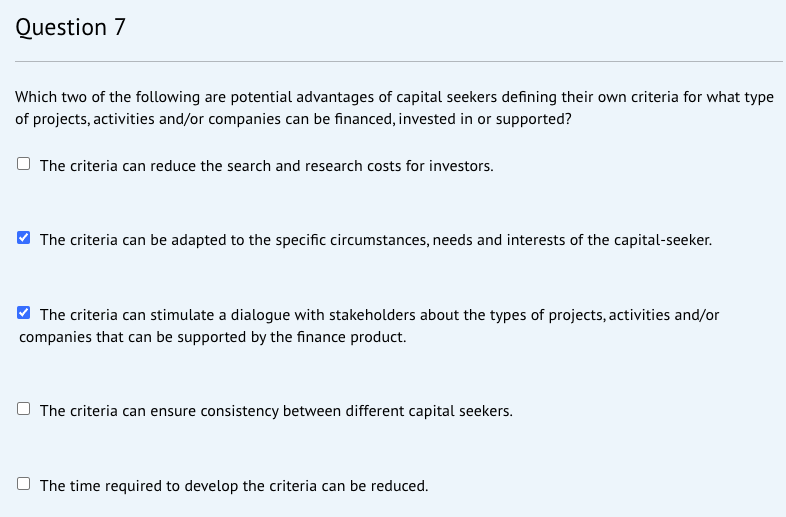 Question 7
Which two of the following are potential advantages of capital seekers defining their own criteria for what type
of projects, activities and/or companies can be financed, invested in or supported?
The criteria can reduce the search and research costs for investors.
The criteria can be adapted to the specific circumstances, needs and interests of the capital-seeker.
The criteria can stimulate a dialogue with stakeholders about the types of projects, activities and/or
companies that can be supported by the finance product.
The criteria can ensure consistency between different capital seekers.
The time required to develop the criteria can be reduced.